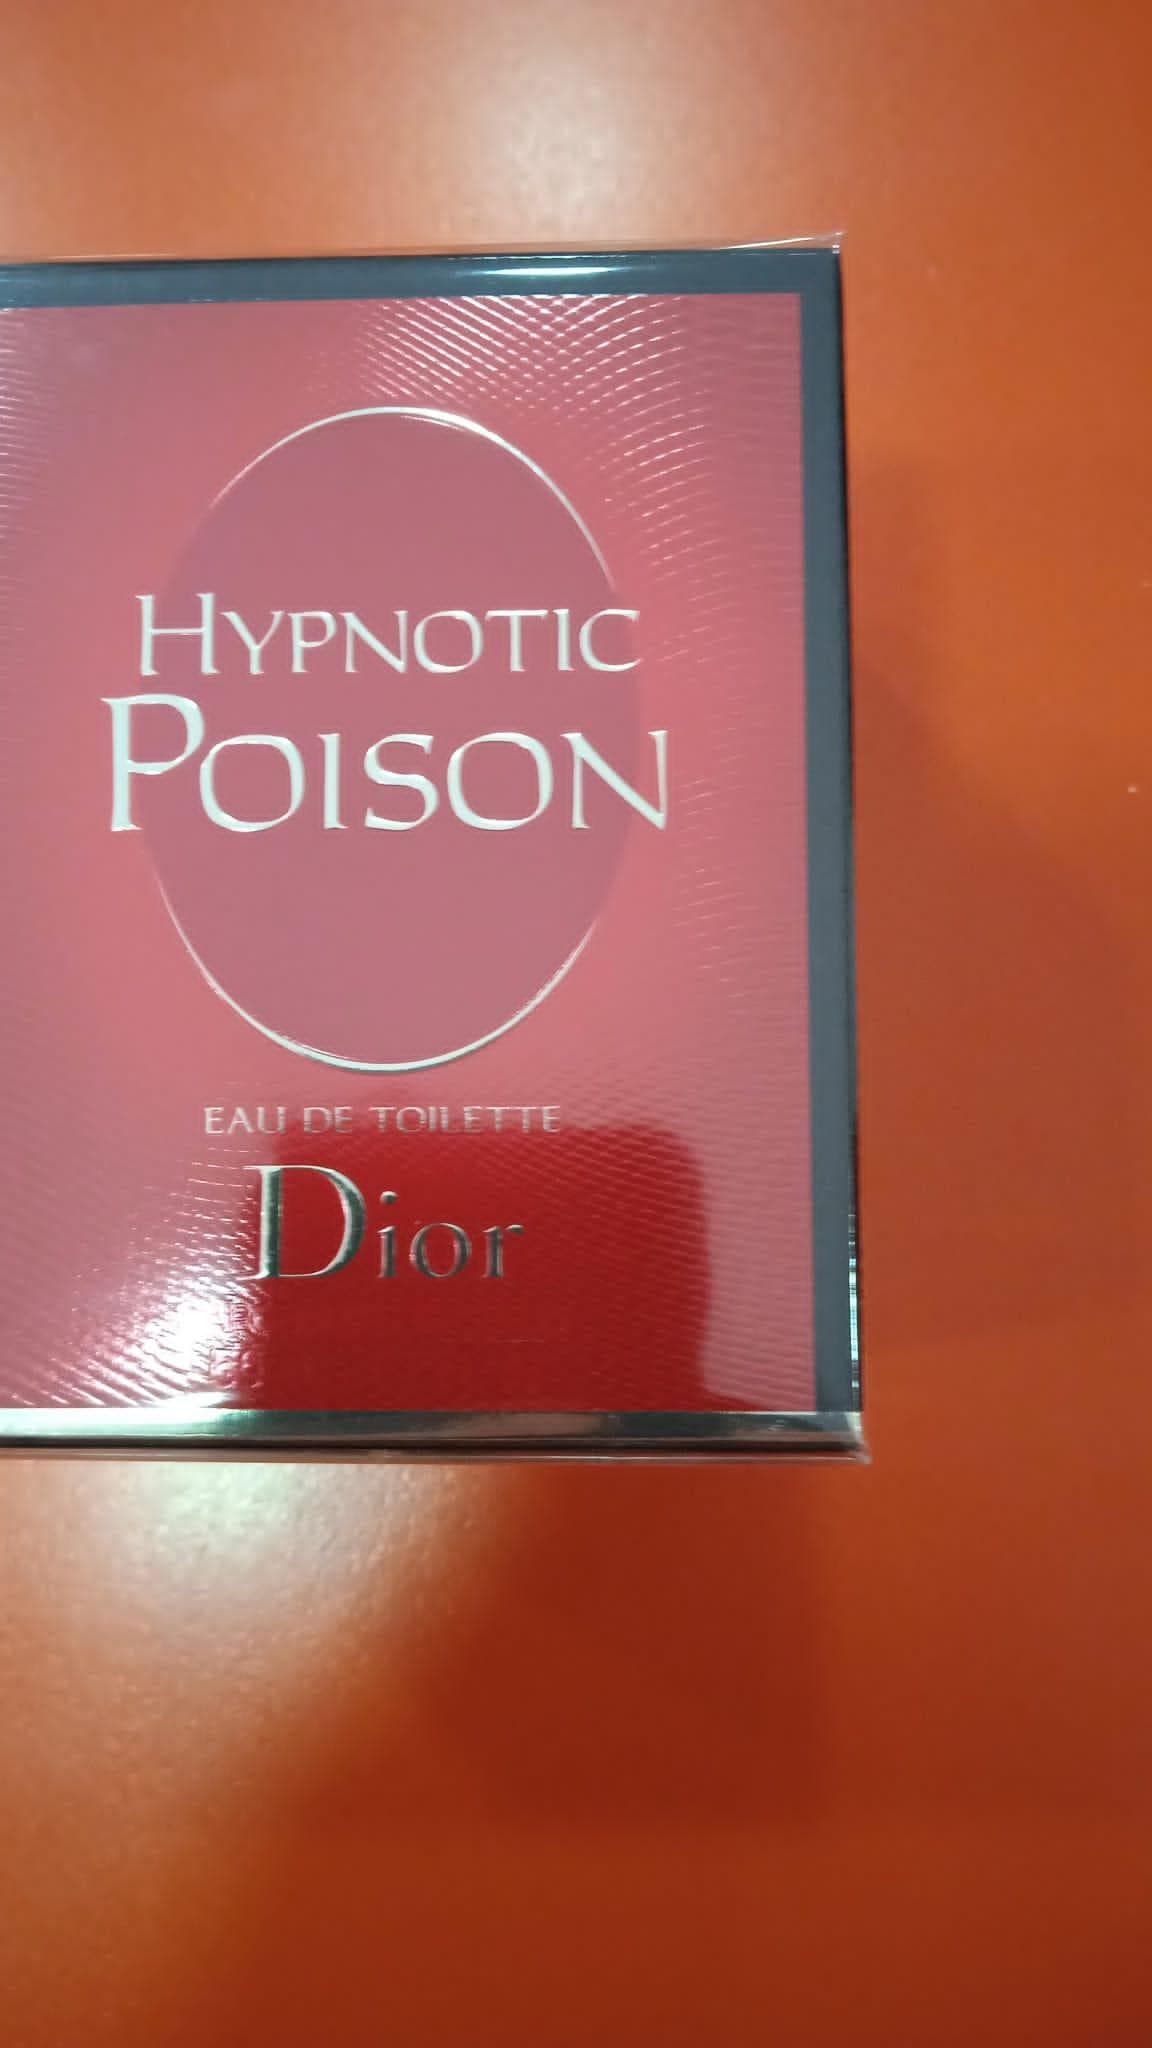 HYPNOTIC
POISON
EAU DE TOILETTE
Dior